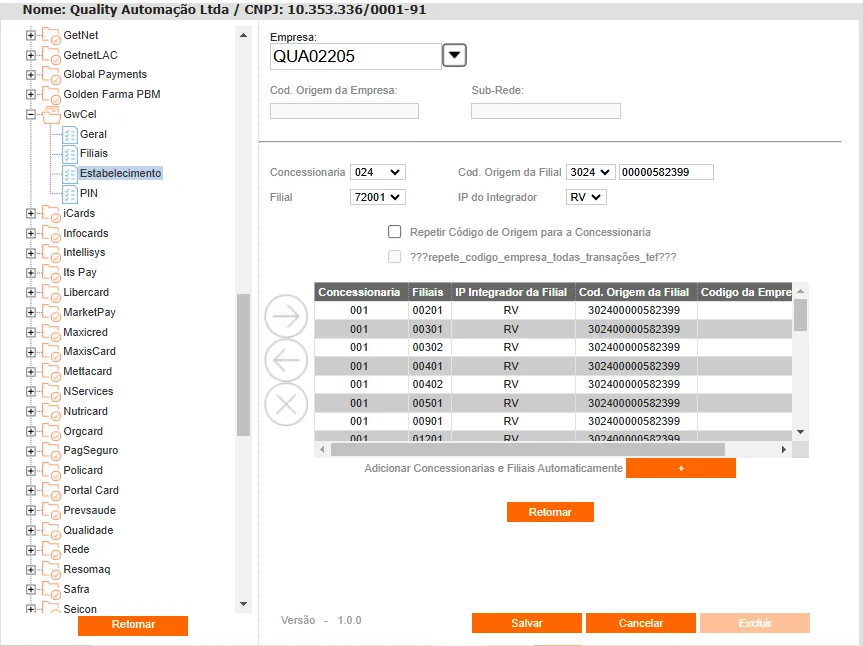 Nome: Quality Automação Ltda / CNPJ: 10.353.336/0001-91
GetNet
GetnetLAC
Global Payments
Golden Farma PBM
GwCel
Geral
Filiais
Estabelecimento
PIN
iCards
Infocards
Intellisys
Its Pay
Libercard
MarketPay
Maxicred
MaxisCard
Mettacard
NServices
Nutricard
Orgcard
PagSeguro
Policard
Portal Card
Prevsaude
Qualidade
Rede
Resomaq
Safra
Seicon
Retornar
Empresa:
QUA02205
Cod. Origem da Empresa: Sub-Rede:
Concessionaria 024 Cod. Origem da Filial 3024 00000582399
Filial 72001 IP do Integrador RV
Repetir Código de Origem para a Concessionaria
???repete_codigo_empresa_todas_transações_tef???
Concessionaria Filiais IP Integrador da Filial Cod. Origem da Filial Codigo da Empre
001 00201 RV 302400000582399
001 00301 RV 302400000582399
001 00302 RV 302400000582399
001 00401 RV 302400000582399
001 00402 RV 302400000582399
001 00501 RV 302400000582399
001 00901 RV 302400000582399
001 01201 RV 302400000582399
Adicionar Concessionarias e Filiais Automaticamente +
Retornar
Versão - 1.0.0
Salvar Cancelar Excluir